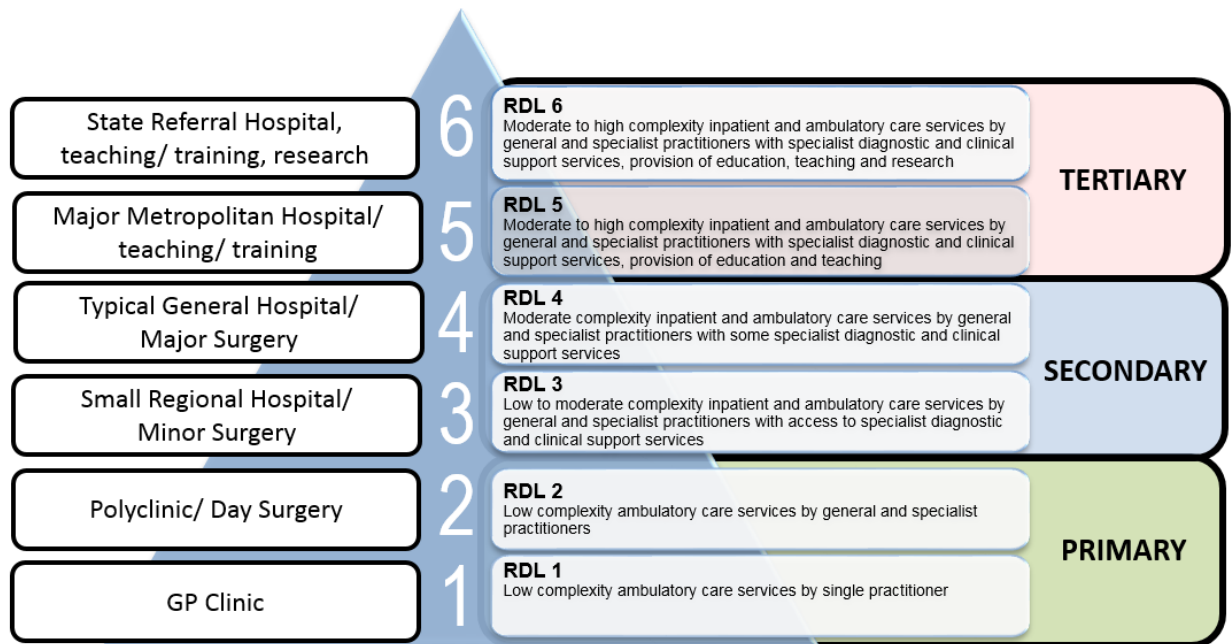 State Referral Hospital,
teaching/ training, research
6
RDL 6
Moderate to high complexity inpatient and ambulatory care services by
general and specialist practitioners with specialist diagnostic and clinical
support services, provision of education, teaching and research
TERTIARY
Major Metropolitan Hospital/
teaching/ training
5
RDL 5
Moderate to high complexity inpatient and ambulatory care services by
general and specialist practitioners with specialist diagnostic and clinical
support services, provision of education and teaching
Typical General Hospital/
Major Surgery
4
RDL 4
Moderate complexity inpatient and ambulatory care services by general
and specialist practitioners with some specialist diagnostic and clinical
support services
SECONDARY
Small Regional Hospital/
Minor Surgery
3
RDL 3
Low to moderate complexity inpatient and ambulatory care services by
general and specialist practitioners with access to specialist diagnostic
and clinical support services
Polyclinic/ Day Surgery
2
RDL 2
Low complexity ambulatory care services by general and specialist
practitioners
PRIMARY
GP Clinic
1
RDL 1
Low complexity ambulatory care services by single practitioner